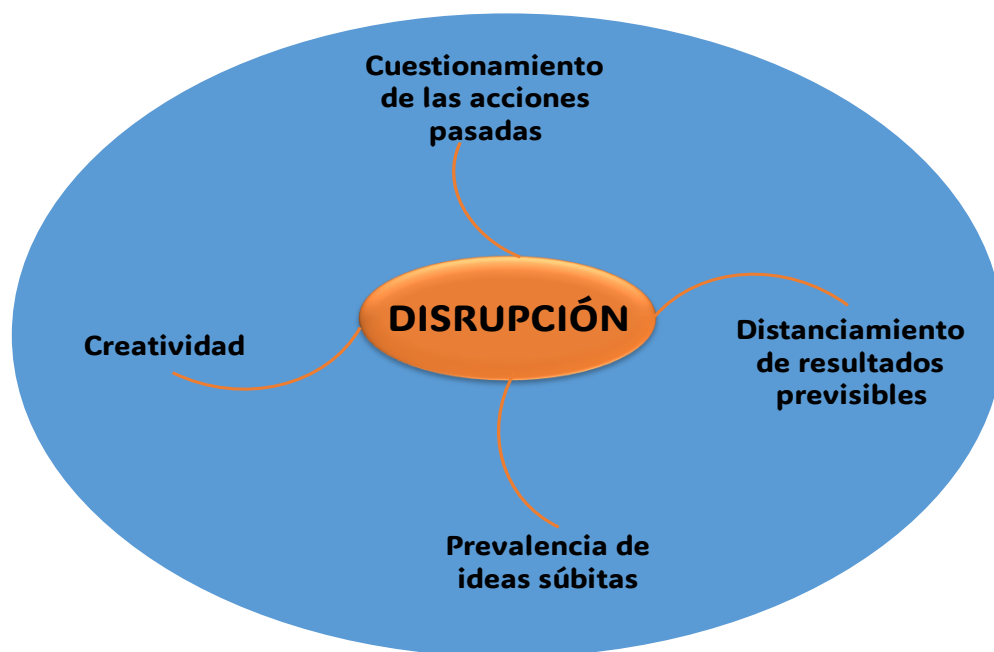 Cuestionamiento
de las acciones
pasadas
DISRUPCIÓN
Creatividad
Distanciamiento
de resultados
previsibles
Prevalencia de
ideas súbitas